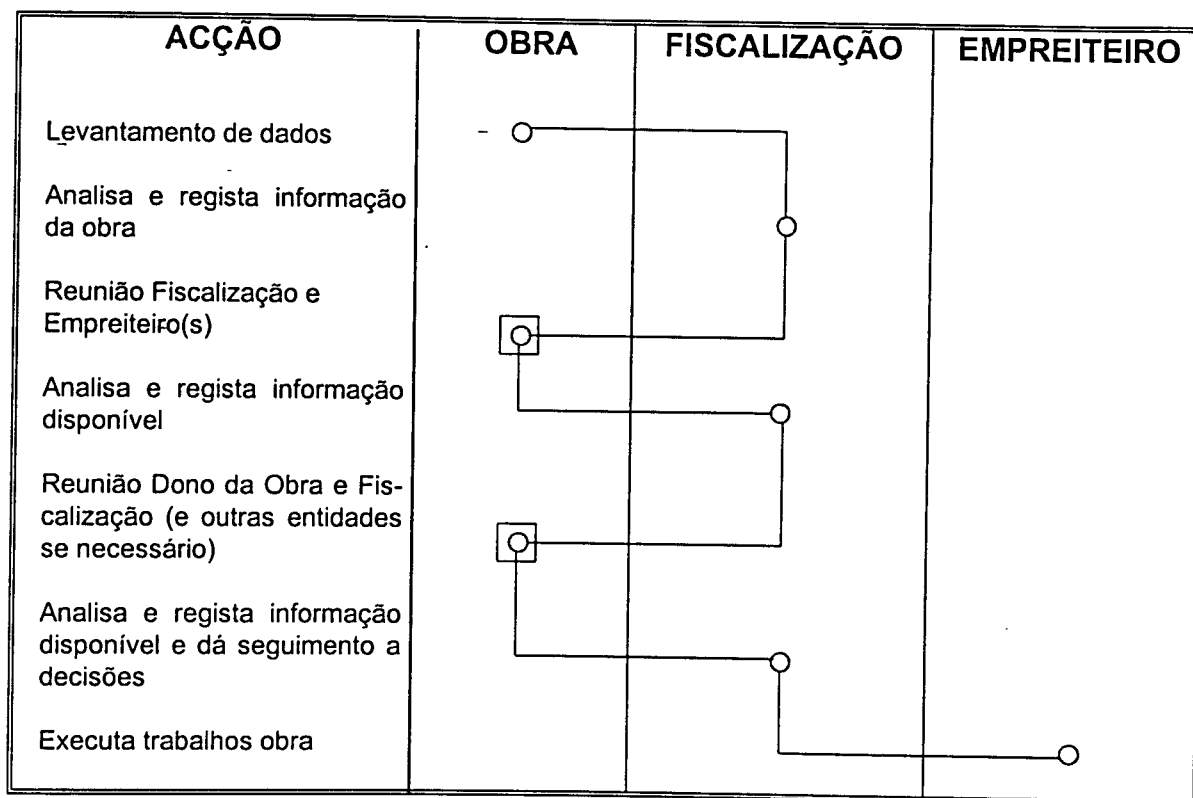 ACÇÃO OBRA FISCALIZAÇÃO EMPREITEIRO
Levantamento de dados
Analisa e regista informação
da obra
Reunião Fiscalização e
Empreiteiro(s)
Analisa e regista informação
disponível
Reunião Dono da Obra e Fis-
calização (e outras entidades
se necessário)
Analisa e regista informação
disponível e dá seguimento a
decisões
Executa trabalhos obra